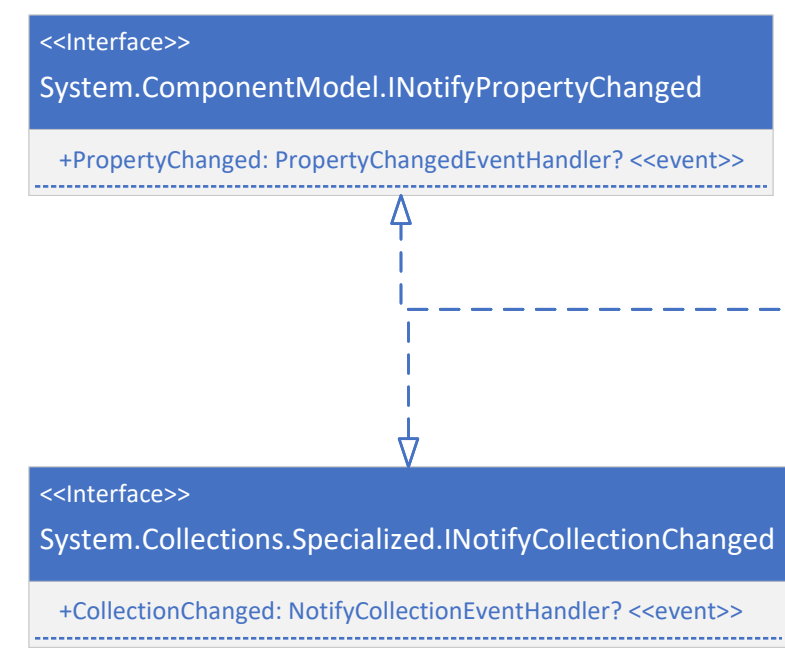 <<Interface>>
System.ComponentModel.INotifyPropertyChanged
+PropertyChanged: PropertyChangedEventHandler? <<event>>
<<Interface>>
System.Collections.Specialized.INotifyCollectionChanged
+CollectionChanged: NotifyCollectionEventHandler? <<event>>